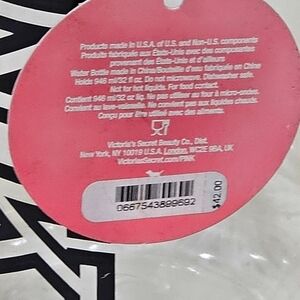 Products made in U.S.A. of U.S. and Non-U.S. components
Produits fabriqués aux États-Unis avec des composantes
provenant des États-Unis et d'ailleurs
Water Bottle made in China/Bouteille d'eau fabriquée en Chine
Holds 946 ml/32 fl oz. Do not microwave. Dishwasher safe.
Not for hot liquids. For food contact.
Contient 946 ml/32 oz liq. Ne pas utiliser au four à micro-ondes.
Convient au lave-vaisselle. Ne convient pas aux liquides chauds.
Conçu pour être utilisé avec des aliments.
Victoria's Secret Beauty Co., Dist.
New York, NY 10019 U.S.A. London, WC2E 9BA, UK
VictoriasSecret.com/PINK
0667543899692
$42.00